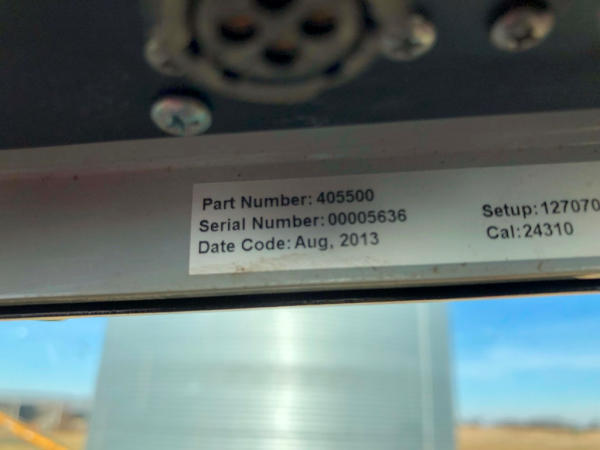 Part Number: 405500
Serial Number: 00005636
Date Code: Aug, 2013
Setup: 127070
Cal: 24310